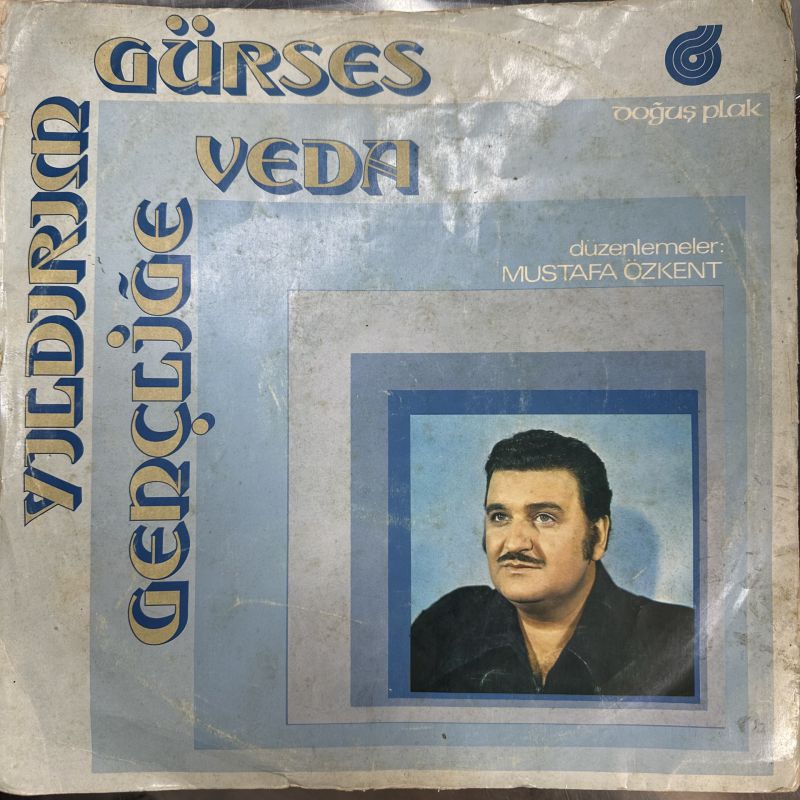 YILDIRIM
GÜRSES
GENÇLİĞE
VEDA
doğuş plak
düzenlemeler:
MUSTAFA ÖZKENT